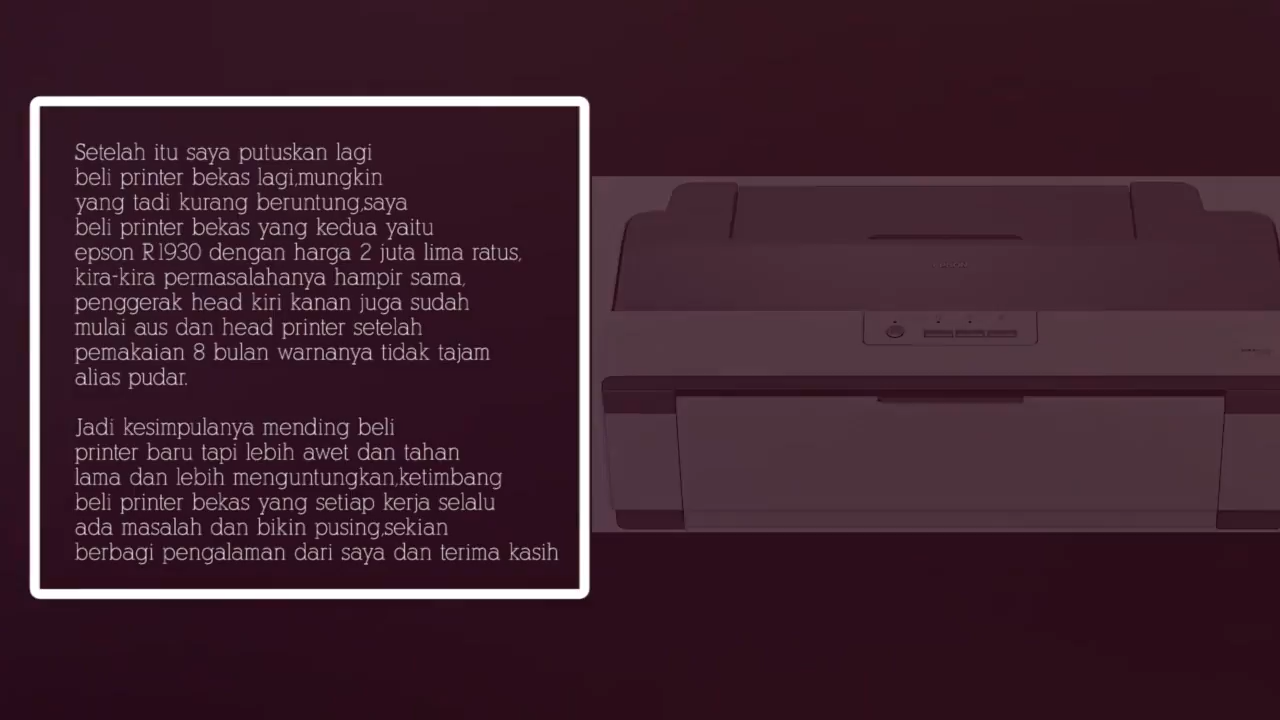 Setelah itu saya putuskan lagi
beli printer bekas lagi,mungkin
yang tadi kurang beruntung,saya
beli printer bekas yang kedua yaitu
epson R1930 dengan harga 2 juta lima ratus,
kira-kira permasalahanya hampir sama,
penggerak head kiri kanan juga sudah
mulai aus dan head printer setelah
pemakaian 8 bulan warnanya tidak tajam
alias pudar.
Jadi kesimpulanya mending beli
printer baru tapi lebih awet dan tahan
lama dan lebih menguntungkan,ketimbang
beli printer bekas yang setiap kerja selalu
ada masalah dan bikin pusing,sekian
berbagi pengalaman dari saya dan terima kasih